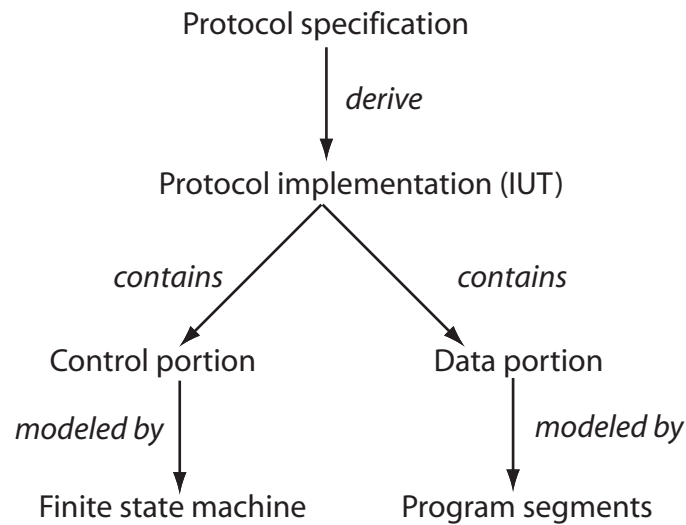 Protocol specification
derive
Protocol implementation (IUT)
contains
contains
Control portion
Data portion
modeled by
modeled by
Finite state machine
Program segments